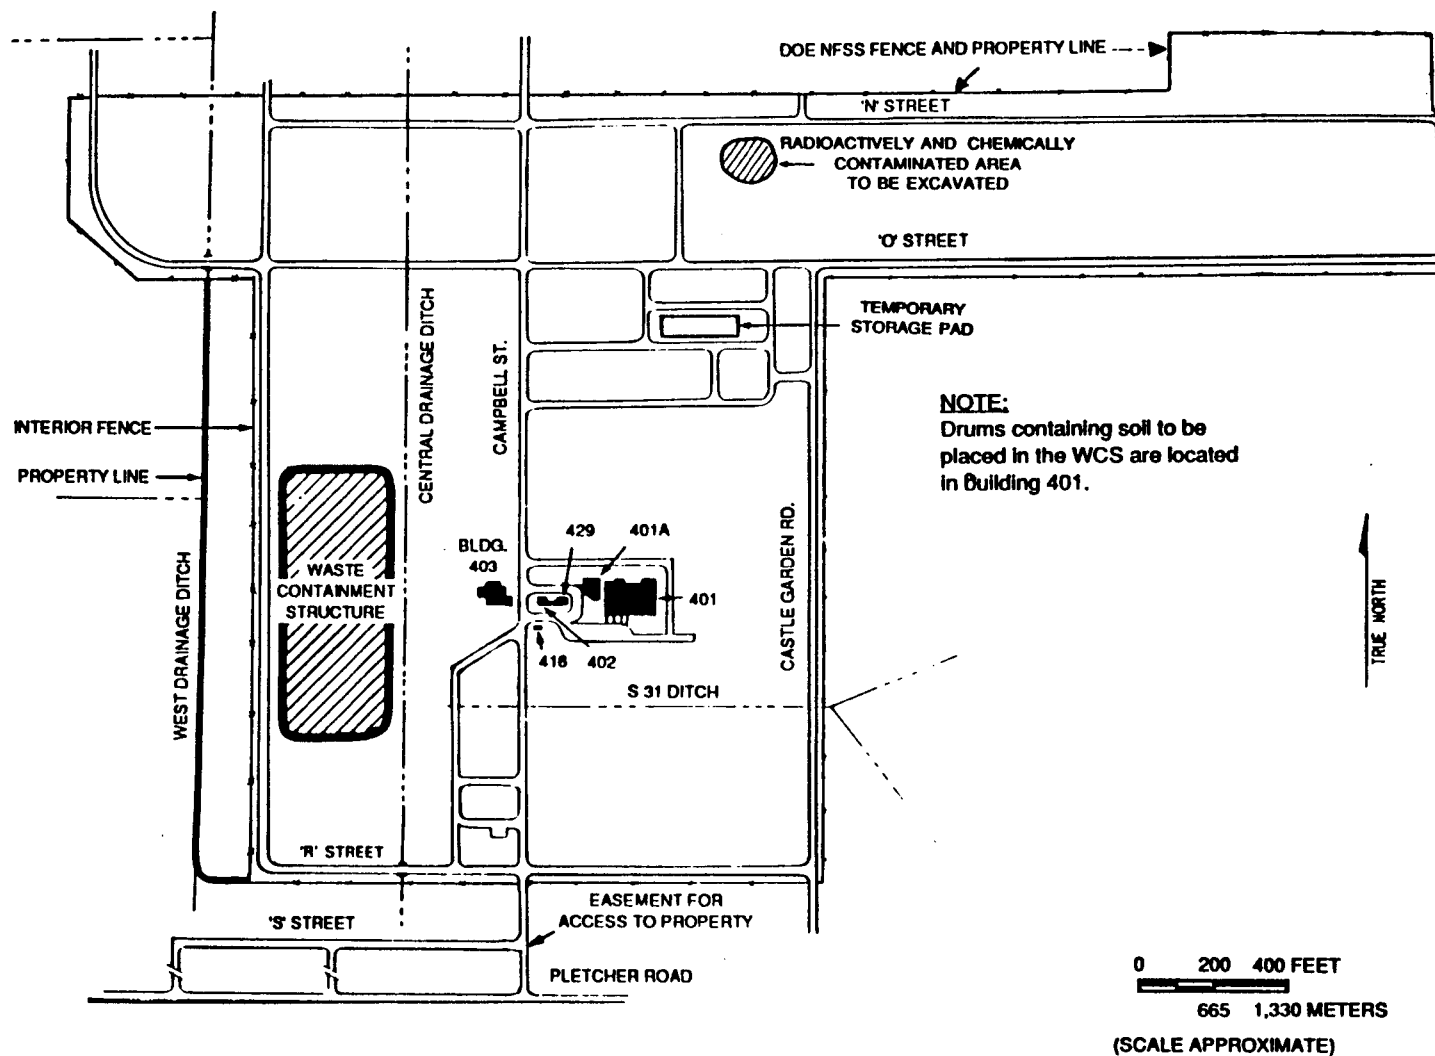 DOE NFSS FENCE AND PROPERTY LINE
'N' STREET
RADIOACTIVELY AND CHEMICALLY
CONTAMINATED AREA
TO BE EXCAVATED
'O' STREET
TEMPORARY
STORAGE PAD
CENTRAL DRAINAGE DITCH
CAMPBELL ST.
INTERIOR FENCE
PROPERTY LINE
NOTE:
Drums containing soil to be
placed in the WCS are located
in Building 401.
WEST DRAINAGE DITCH
WASTE
CONTAINMENT
STRUCTURE
BLDG.
403
429
401A
401
416
402
CASTLE GARDEN RD.
TRUE NORTH
S 31 DITCH
'R' STREET
'S' STREET
EASEMENT FOR
ACCESS TO PROPERTY
PLETCHER ROAD
0 200 400 FEET
665 1,330 METERS
(SCALE APPROXIMATE)